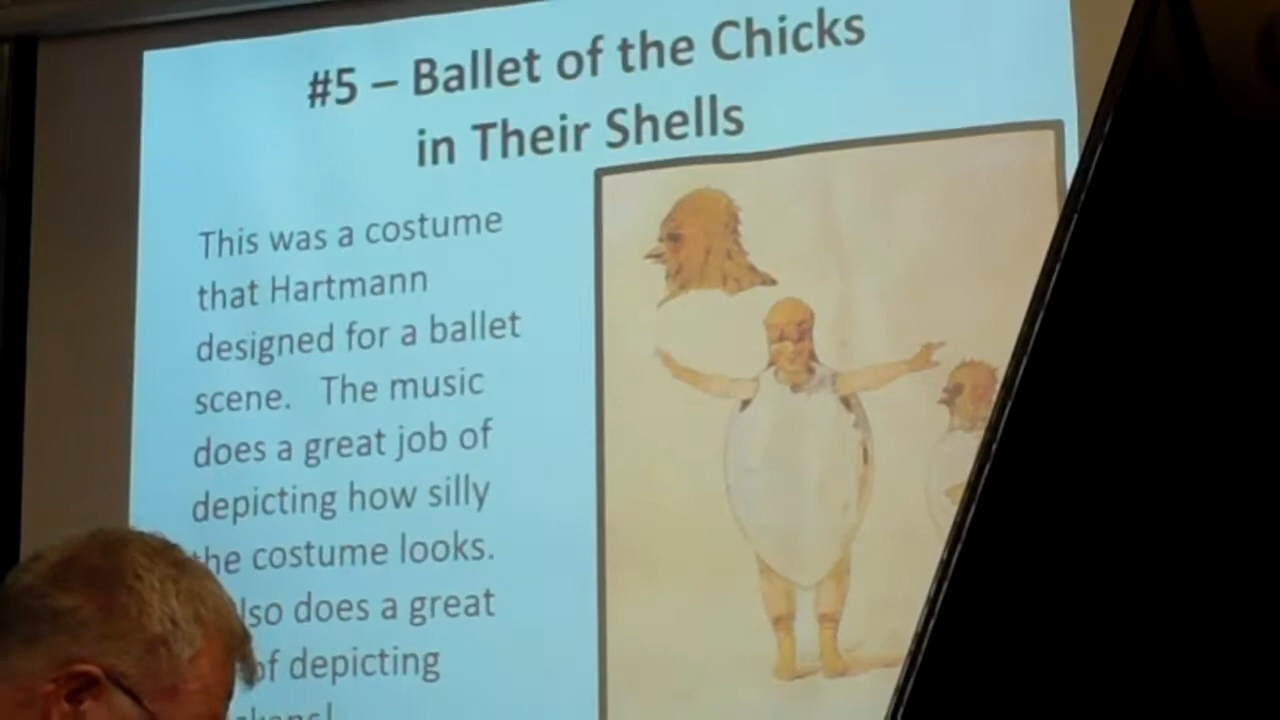 #5 – Ballet of the Chicks
in Their Shells
This was a costume
that Hartmann
designed for a ballet
scene. The music
does a great job of
depicting how silly
the costume looks.
does a great
of depicting